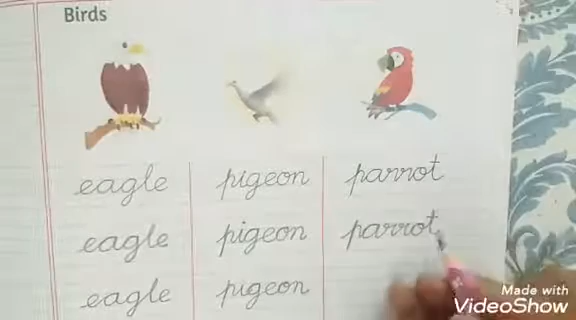 Birds
eagle pigeon parrot
eagle pigeon parrot
eagle pigeon
Made with
VideoShow